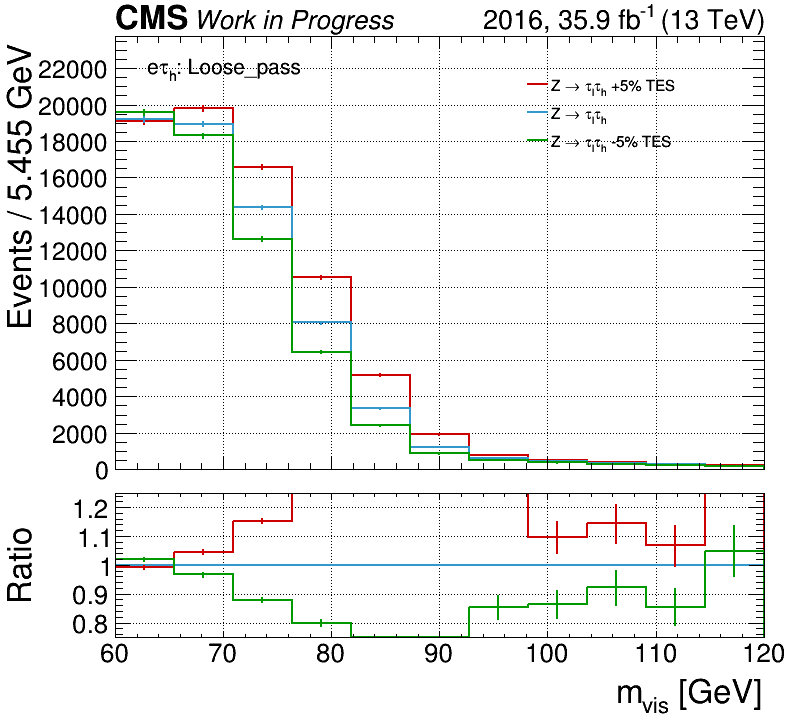 CMS Work in Progress 2016, 35.9 fb-1 (13 TeV)
Events / 5.455 GeV
eτh: Loose_pass
Z → τlτh +5% TES
Z → τlτh
Z → τlτh -5% TES
22000
20000
18000
16000
14000
12000
10000
8000
6000
4000
2000
0
Ratio
1.2
1.1
1
0.9
0.8
60 70 80 90 100 110 120
mvis [GeV]